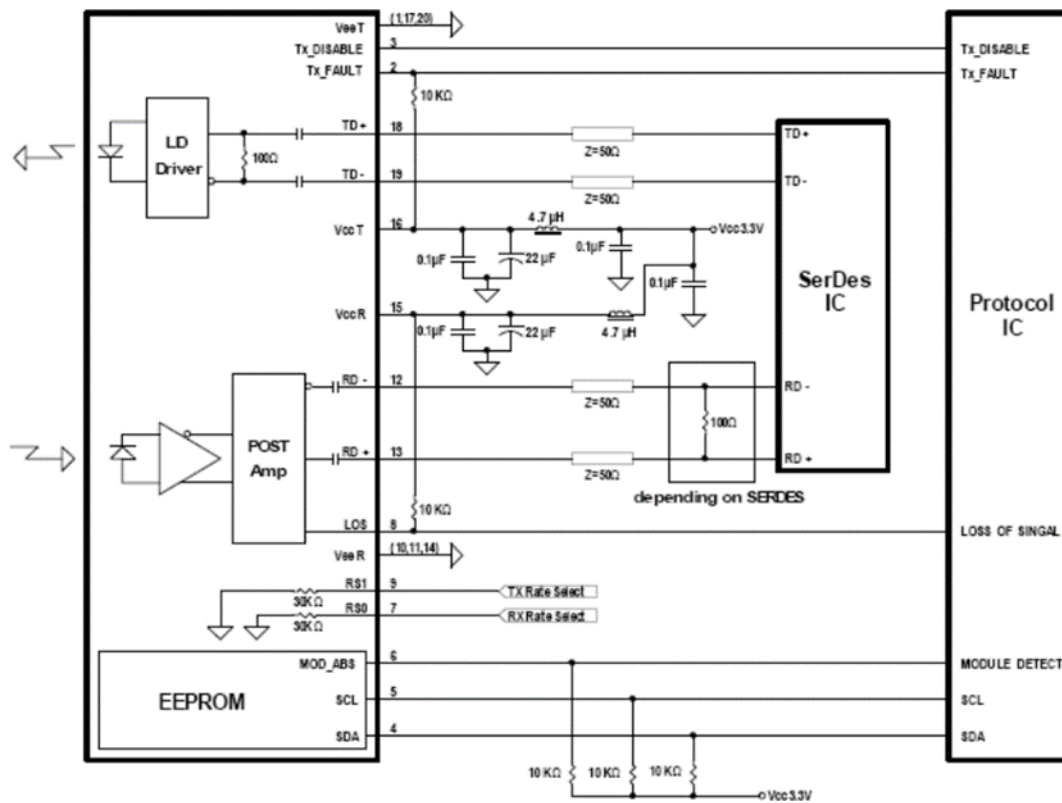 VeeT (1,17,20)
Tx_DISABLE 3 Tx_DISABLE
Tx_FAULT 2 Tx_FAULT
10 KΩ
TD+ 18 TD+
LD
Driver
100Ω
Z=50Ω
TD- 19 TD-
Z=50Ω
VccT 16
4.7 μH
Vcc3.3V
0.1μF
22 μF
0.1μF
0.1μF
SerDes
IC
Protocol
IC
VccR 15
0.1μF
22 μF
4.7 μH
RD - 12 RD -
Z=50Ω
100Ω
POST
Amp
RD + 13 RD +
Z=50Ω
depending on SERDES
10 KΩ
LOS 8 LOSS OF SINGAL
VeeR (10,11,14)
RS1 9 TX Rate Select
30KΩ
RS0 7 RX Rate Select
30KΩ
MOD_ABS 6 MODULE DETECT
EEPROM
SCL 5 SCL
SDA 4 SDA
10 KΩ 10 KΩ 10 KΩ
Vcc3.3V